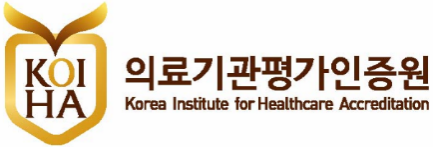 KOI
HA
의료기관평가인증원
Korea Institute for Healthcare Accreditation